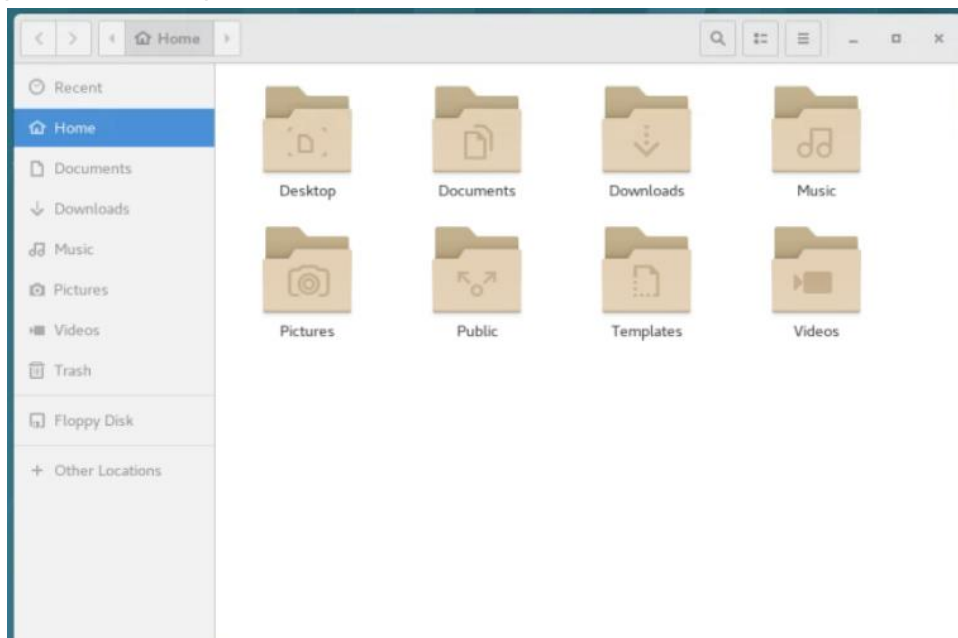 Home
Recent
Home
Documents
Downloads
Music
Pictures
Videos
Trash
Floppy Disk
+ Other Locations
Desktop
Documents
Downloads
Music
Pictures
Public
Templates
Videos